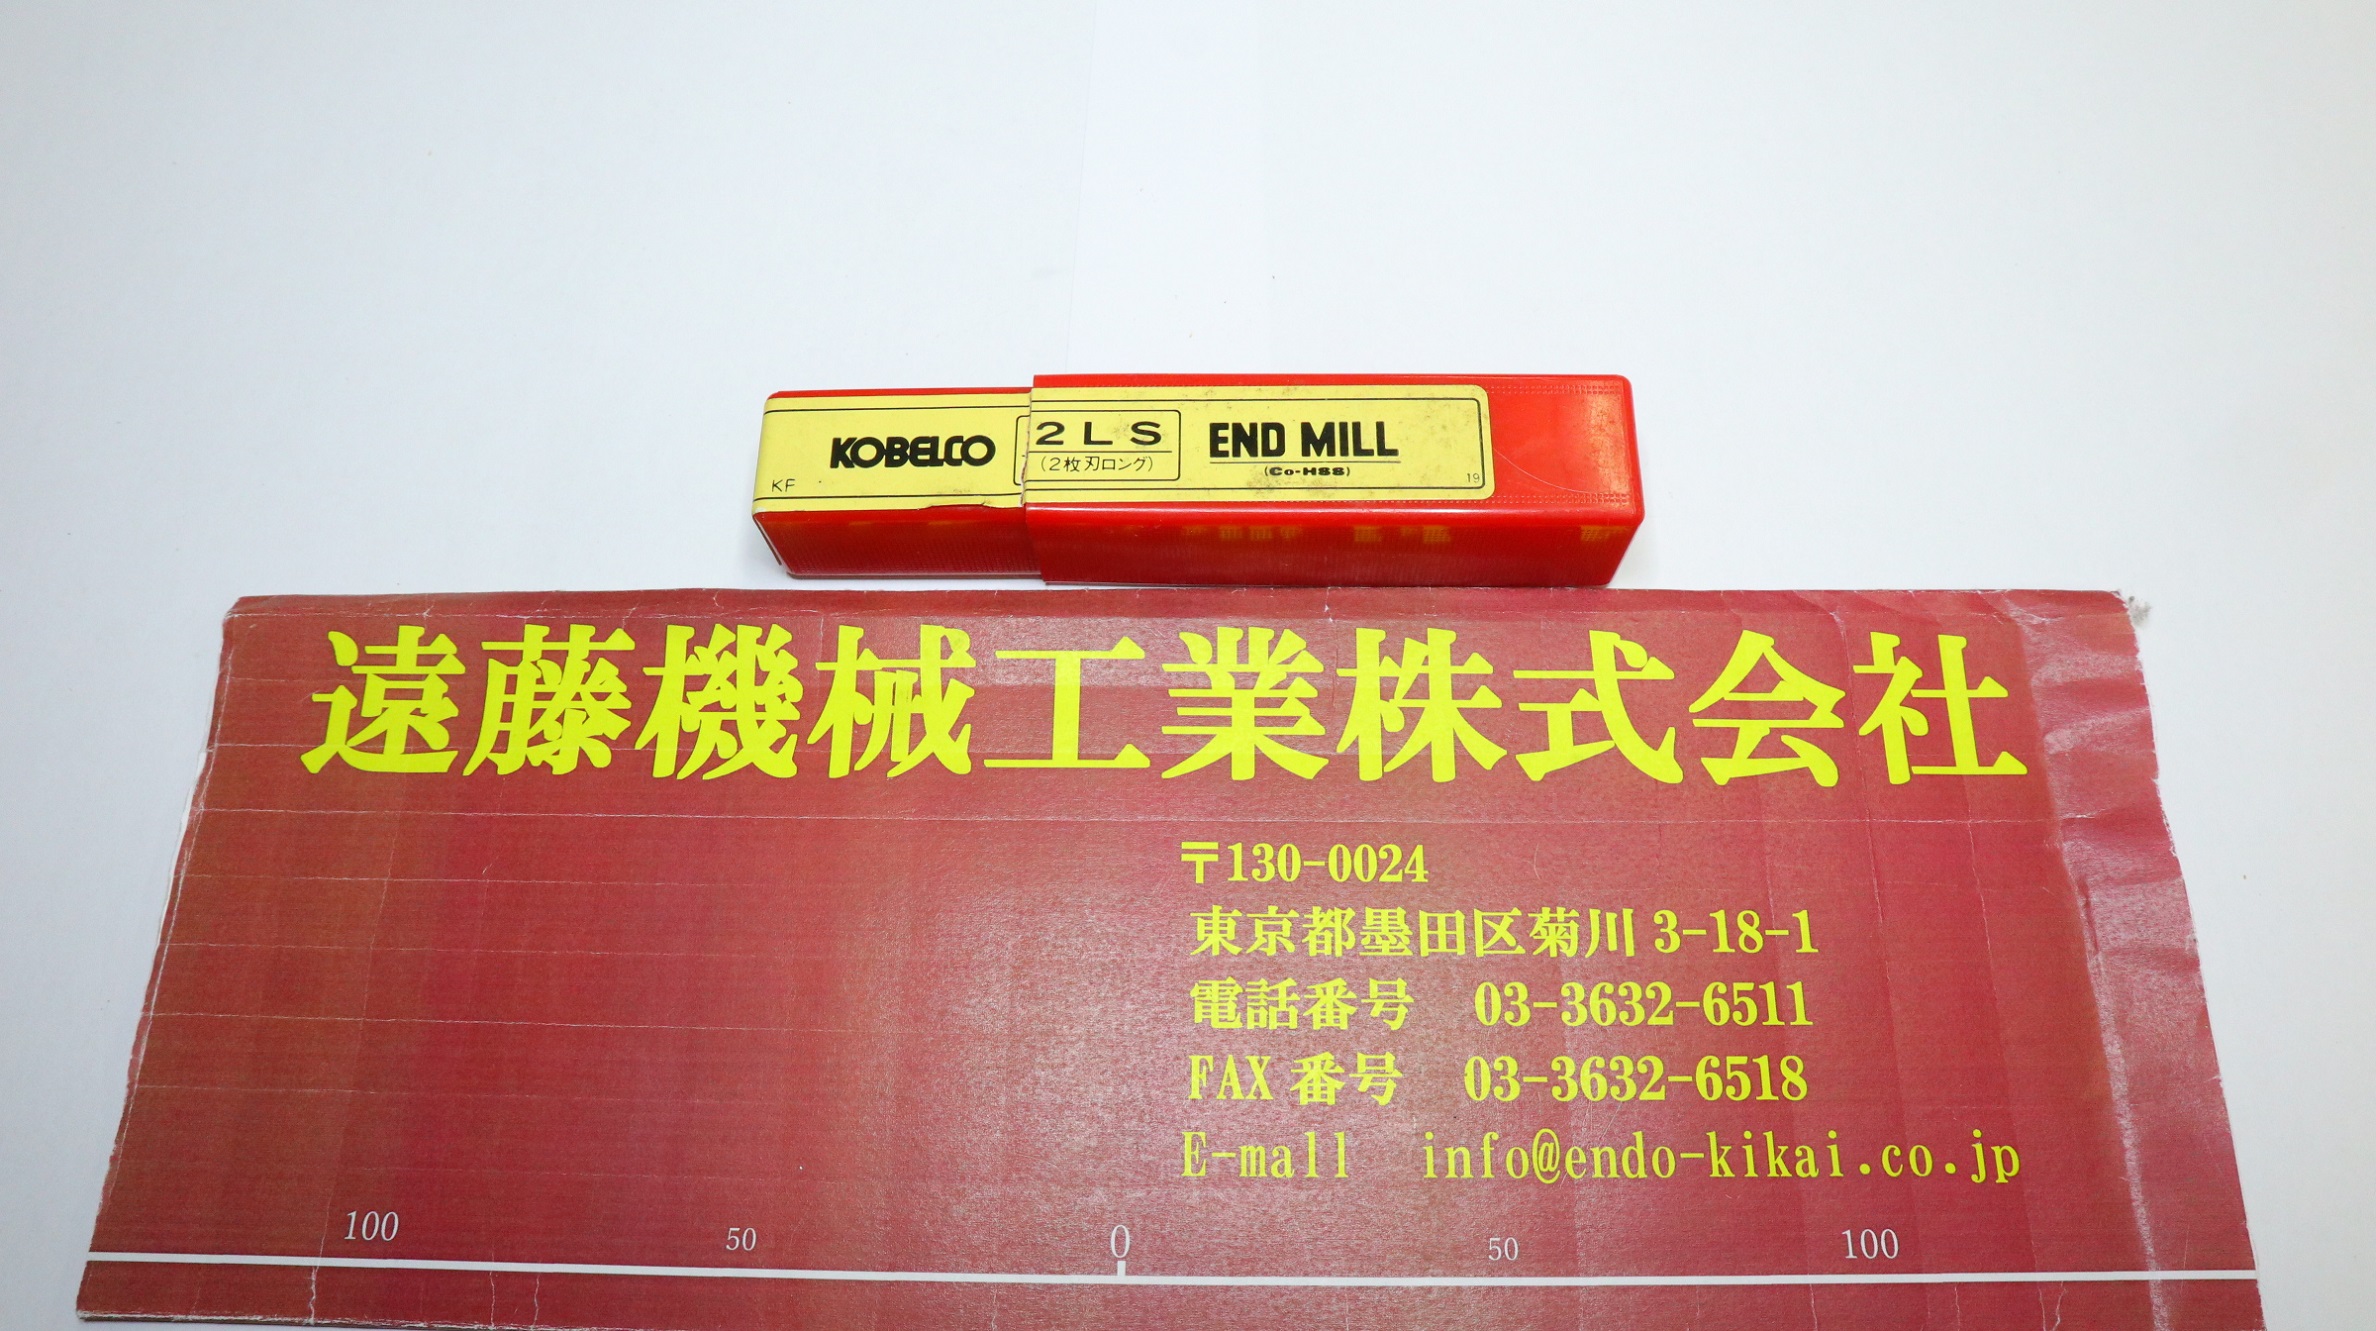 KOBELCO 2LS END MILL
(2枚刃ロング) (Co-HSS)
KF 19
遠藤機械工業株式会社
〒130-0024
東京都墨田区菊川3-18-1
電話番号 03-3632-6511
FAX番号 03-3632-6518
E-mall info@endo-kikai.co.jp
100 50 0 50 100